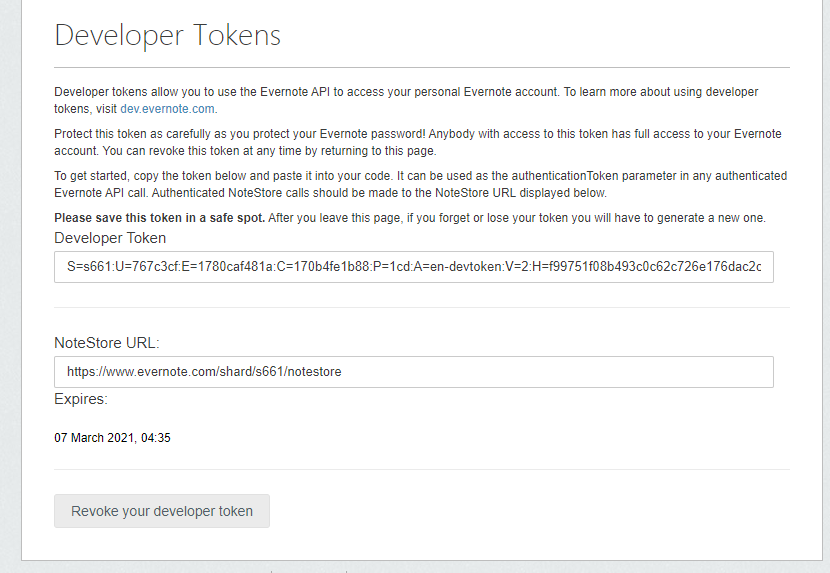 Developer Tokens
Developer tokens allow you to use the Evernote API to access your personal Evernote account. To learn more about using developer
tokens, visit dev.evernote.com.
Protect this token as carefully as you protect your Evernote password! Anybody with access to this token has full access to your Evernote
account. You can revoke this token at any time by returning to this page.
To get started, copy the token below and paste it into your code. It can be used as the authenticationToken parameter in any authenticated
Evernote API call. Authenticated NoteStore calls should be made to the NoteStore URL displayed below.
Please save this token in a safe spot. After you leave this page, if you forget or lose your token you will have to generate a new one.
Developer Token
S=s661:U=767c3cf:E=1780caf481a:C=170b4fe1b88:P=1cd:A=en-devtoken:V=2:H=f99751f08b493c0c62c726e176dac2c
NoteStore URL:
https://www.evernote.com/shard/s661/notestore
Expires:
07 March 2021, 04:35
Revoke your developer token